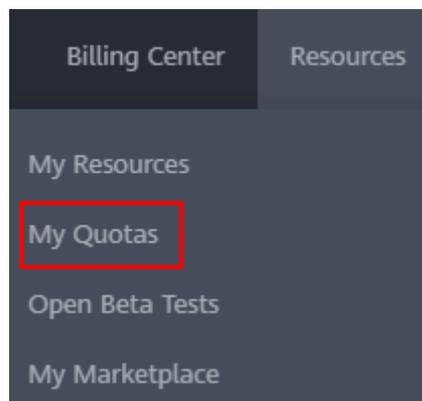 Billing Center Resources
My Resources
My Quotas
Open Beta Tests
My Marketplace